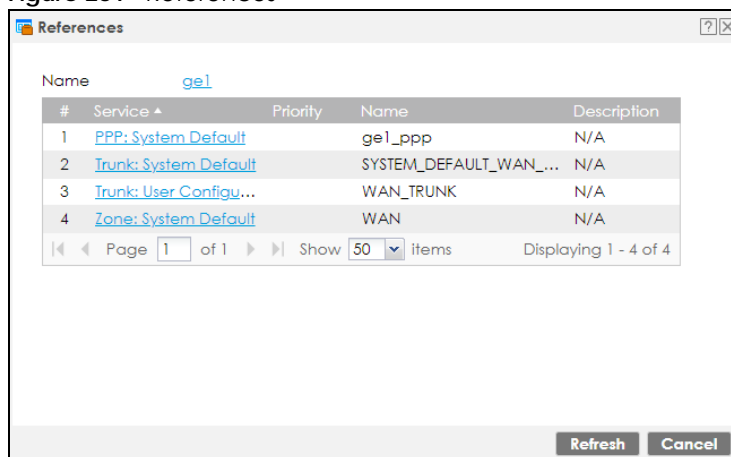 References
Name ge1
# Service Priority Name Description
1 PPP: System Default ge1_ppp N/A
2 Trunk: System Default SYSTEM_DEFAULT_WAN_... N/A
3 Trunk: User Configu... WAN_TRUNK N/A
4 Zone: System Default WAN N/A
Page 1 of 1 Show 50 items Displaying 1 - 4 of 4
Refresh Cancel